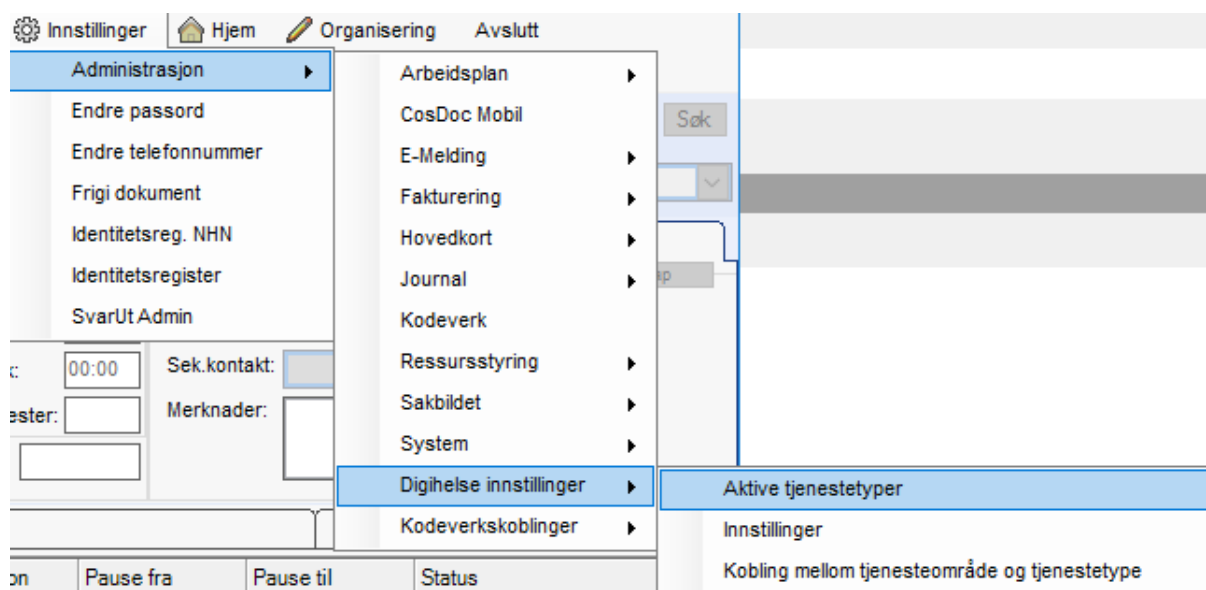 Innstillinger Hjem Organisering Avslutt
Administrasjon
Endre passord
Endre telefonnummer
Frigi dokument
Identitetsreg. NHN
Identitetsregister
SvarUt Admin
Arbeidsplan
CosDoc Mobil
E-Melding
Fakturering
Hovedkort
Journal
Kodeverk
Ressursstyring
Sakbildet
System
Digihelse innstillinger
Kodeverkskoblinger
Aktive tjenestetyper
Innstillinger
Kobling mellom tjenesteområde og tjenestetype
Søk
00:00 Sek.kontakt:
Merknader:
Pause fra Pause til Status